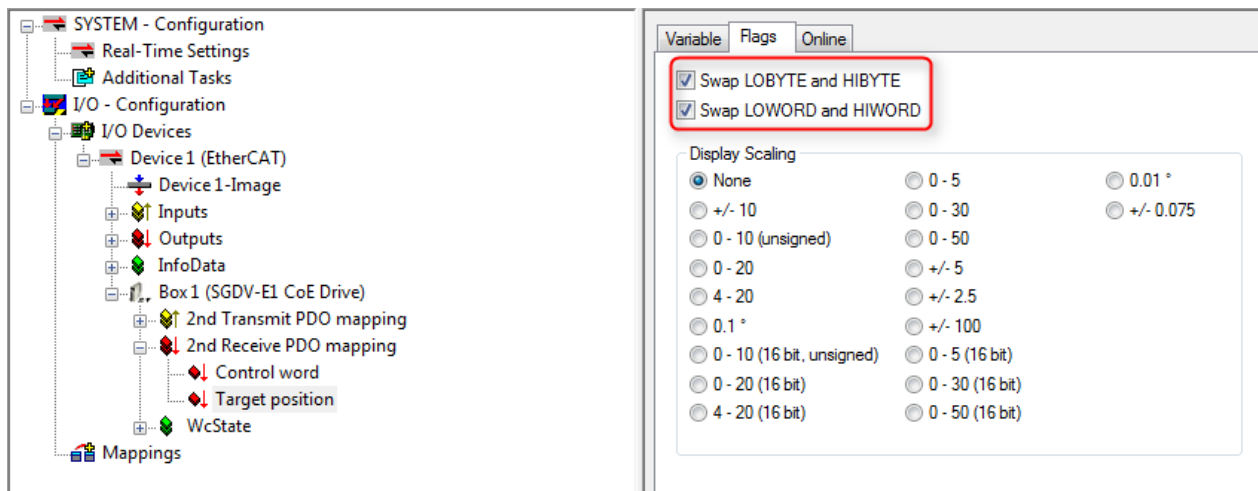 SYSTEM - Configuration
Real-Time Settings
Additional Tasks
I/O - Configuration
I/O Devices
Device 1 (EtherCAT)
Device 1-Image
Inputs
Outputs
InfoData
Box 1 (SGDV-E1 CoE Drive)
2nd Transmit PDO mapping
2nd Receive PDO mapping
Control word
Target position
WcState
Mappings
Variable Flags Online
Swap LOBYTE and HIBYTE
Swap LOWORD and HIWORD
Display Scaling
None 0 - 5 0.01 °
+/- 10 0 - 30 +/- 0.075
0 - 10 (unsigned) 0 - 50
0 - 20 +/- 5
4 - 20 +/- 2.5
0.1 ° +/- 100
0 - 10 (16 bit, unsigned) 0 - 5 (16 bit)
0 - 20 (16 bit) 0 - 30 (16 bit)
4 - 20 (16 bit) 0 - 50 (16 bit)